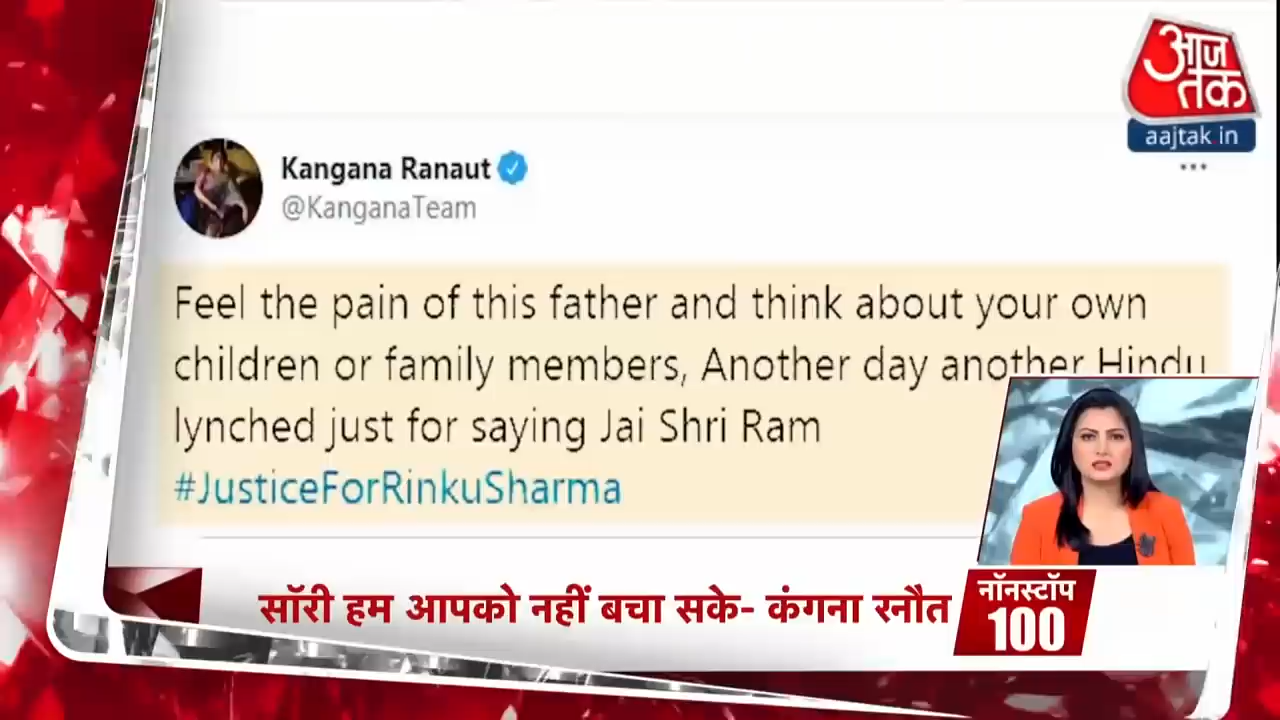 आज
तक
aajtak.in
Kangana Ranaut
@KanganaTeam
Feel the pain of this father and think about your own
children or family members, Another day another Hindu
lynched just for saying Jai Shri Ram
#JusticeForRinkuSharma
सॉरी हम आपको नहीं बचा सके- कंगना रनौत
नॉनस्टॉप
100